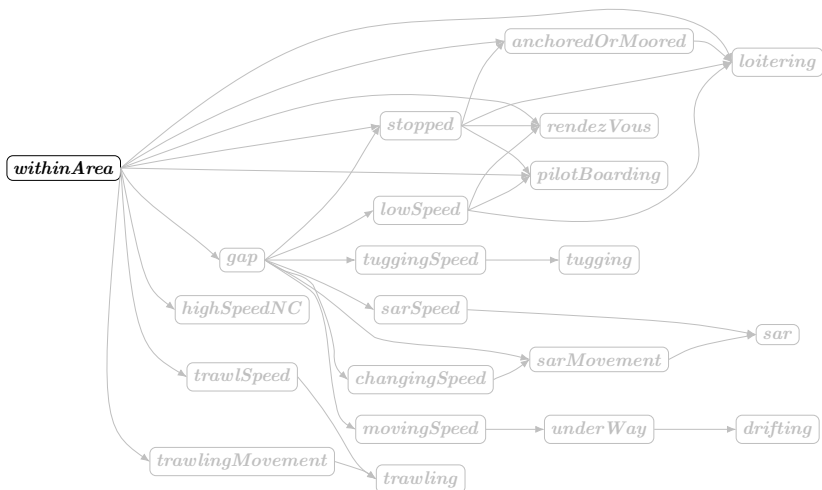 anchoredOrMoored
loitering
stopped
rendezVous
withinArea
pilotBoarding
lowSpeed
gap
tuggingSpeed
tugging
highSpeedNC
sarSpeed
sar
sarMovement
trawlSpeed
changingSpeed
movingSpeed
underWay
drifting
trawlingMovement
trawling